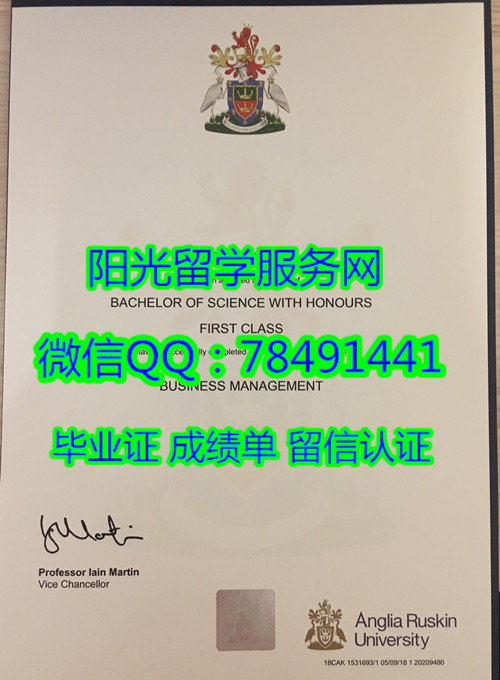 阳光留学服务网
BACHELOR OF SCIENCE WITH HONOURS
FIRST CLASS
微信QQ：78491441
BUSINESS MANAGEMENT
毕业证 成绩单 留信认证
Professor Iain Martin
Vice Chancellor
Anglia Ruskin
University
18CAK 1531693/1 05/09/18 1 20209480